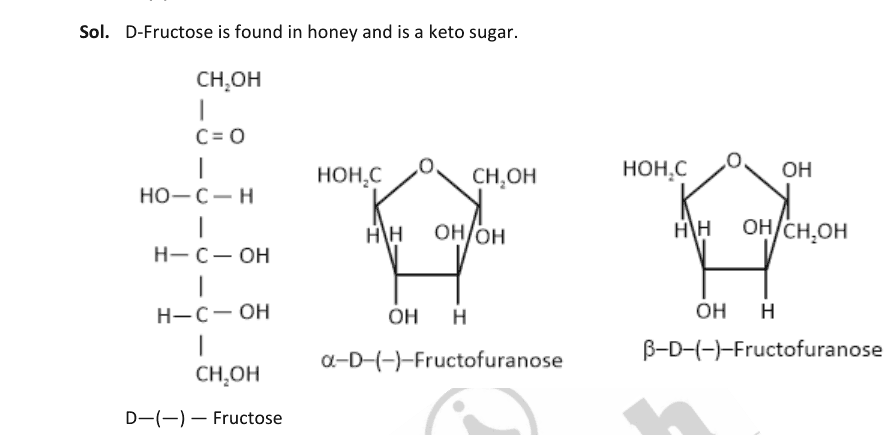 Sol. D-Fructose is found in honey and is a keto sugar.
CH₂OH
|
C=O
|
HO—C—H
|
H—C—OH
|
H—C—OH
|
CH₂OH
D—(—) — Fructose
HOH₂C O CH₂OH
H H OH OH
OH H
α–D–(–)–Fructofuranose
HOH₂C O OH
H H OH CH₂OH
OH H
β–D–(–)–Fructofuranose